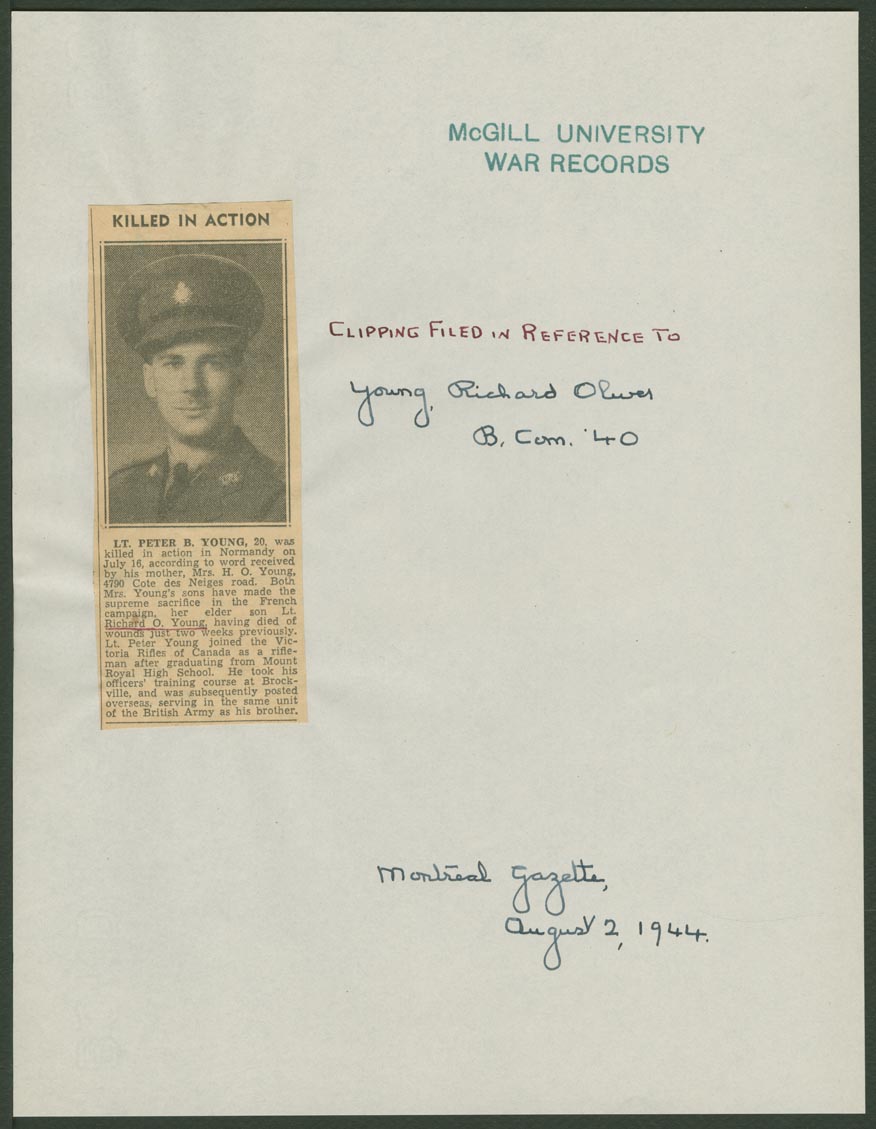 McGILL UNIVERSITY
WAR RECORDS
KILLED IN ACTION
CLIPPING FILED IN REFERENCE TO
Young, Richard Oliver
B. Com. '40
LT. PETER B. YOUNG, 20, was
killed in action in Normandy on
July 16, according to word received
by his mother, Mrs. H. O. Young,
4790 Cote des Neiges road. Both
Mrs. Young's sons have made the
supreme sacrifice in the French
campaign, her elder son Lt.
Richard O. Young, having died of
wounds just two weeks previously.
Lt. Peter Young joined the Vic-
toria Rifles of Canada as a rifle-
man after graduating from Mount
Royal High School. He took his
officers' training course at Brock-
ville, and was subsequently posted
overseas, serving in the same unit
of the British Army as his brother.
Montreal Gazette,
August 2, 1944.